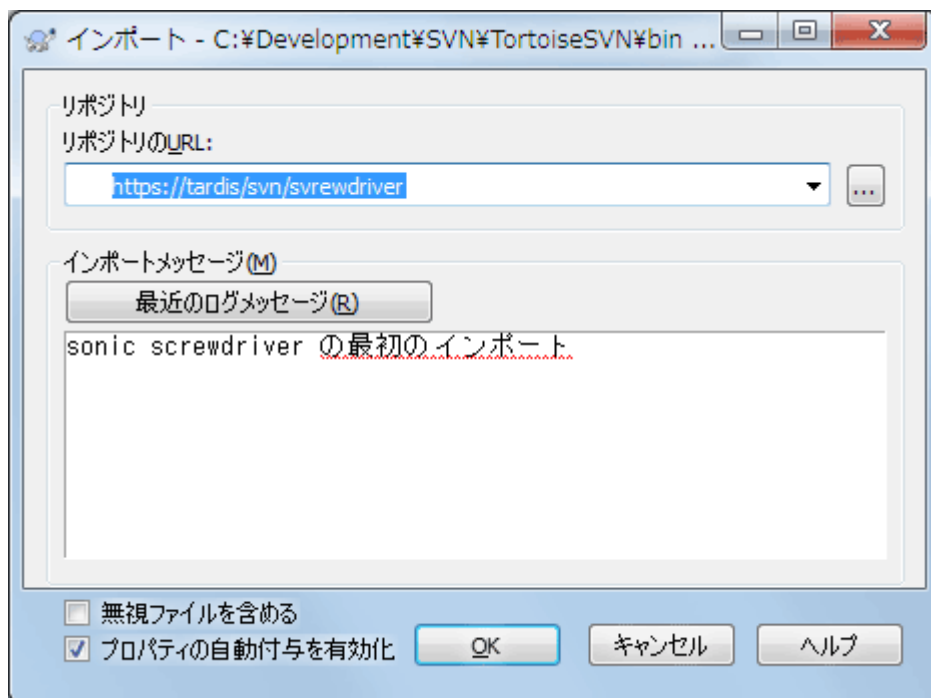 インポート - C:¥Development¥SVN¥TortoiseSVN¥bin ...
リポジトリ
リポジトリのURL:
https://tardis/svn/svrewdriver
...
インポートメッセージ(M)
最近のログメッセージ(R)
sonic screwdriver の最初のインポート
無視ファイルを含める
プロパティの自動付与を有効化
OK
キャンセル
ヘルプ